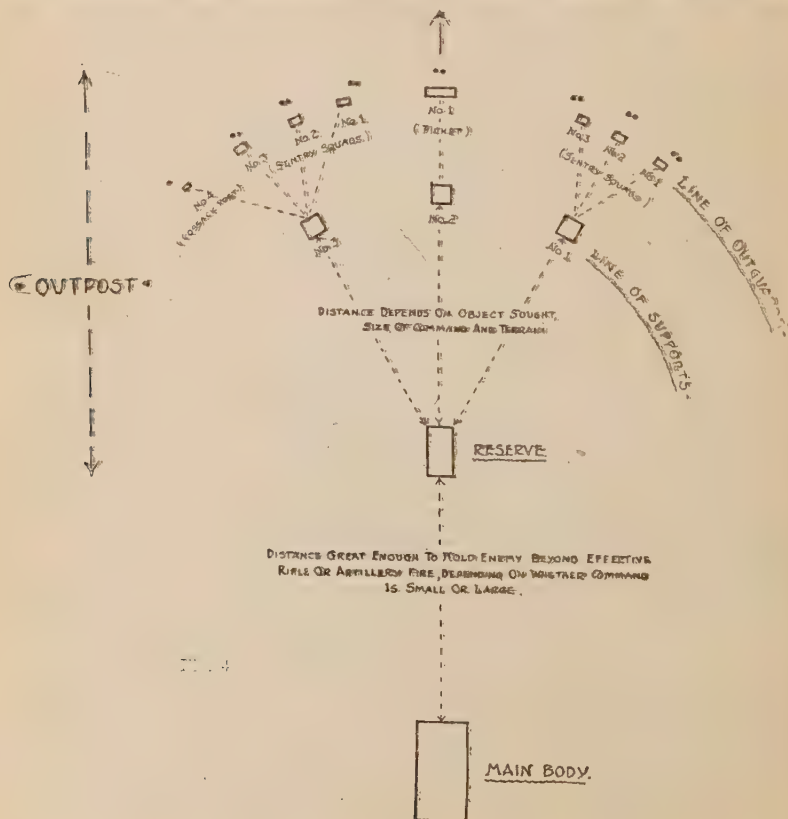 No. 1.
(PICKET)
No. 1.
No. 2.
No. 3
(SENTRY SQUADS.)
No. 4
(COSSACK POST.)
No. 3
No. 2
No. 1
(SENTRY SQUADS)
LINE OF OUTGUARDS.
No. 3
No. 2
No. 1.
LINE OF SUPPORTS.
OUTPOST
DISTANCE DEPENDS ON OBJECT SOUGHT,
SIZE OF COMMAND AND TERRAIN
RESERVE
DISTANCE GREAT ENOUGH TO HOLD ENEMY BEYOND EFFECTIVE
RIFLE OR ARTILLERY FIRE, DEPENDING ON WHETHER COMMAND
IS SMALL OR LARGE.
MAIN BODY.